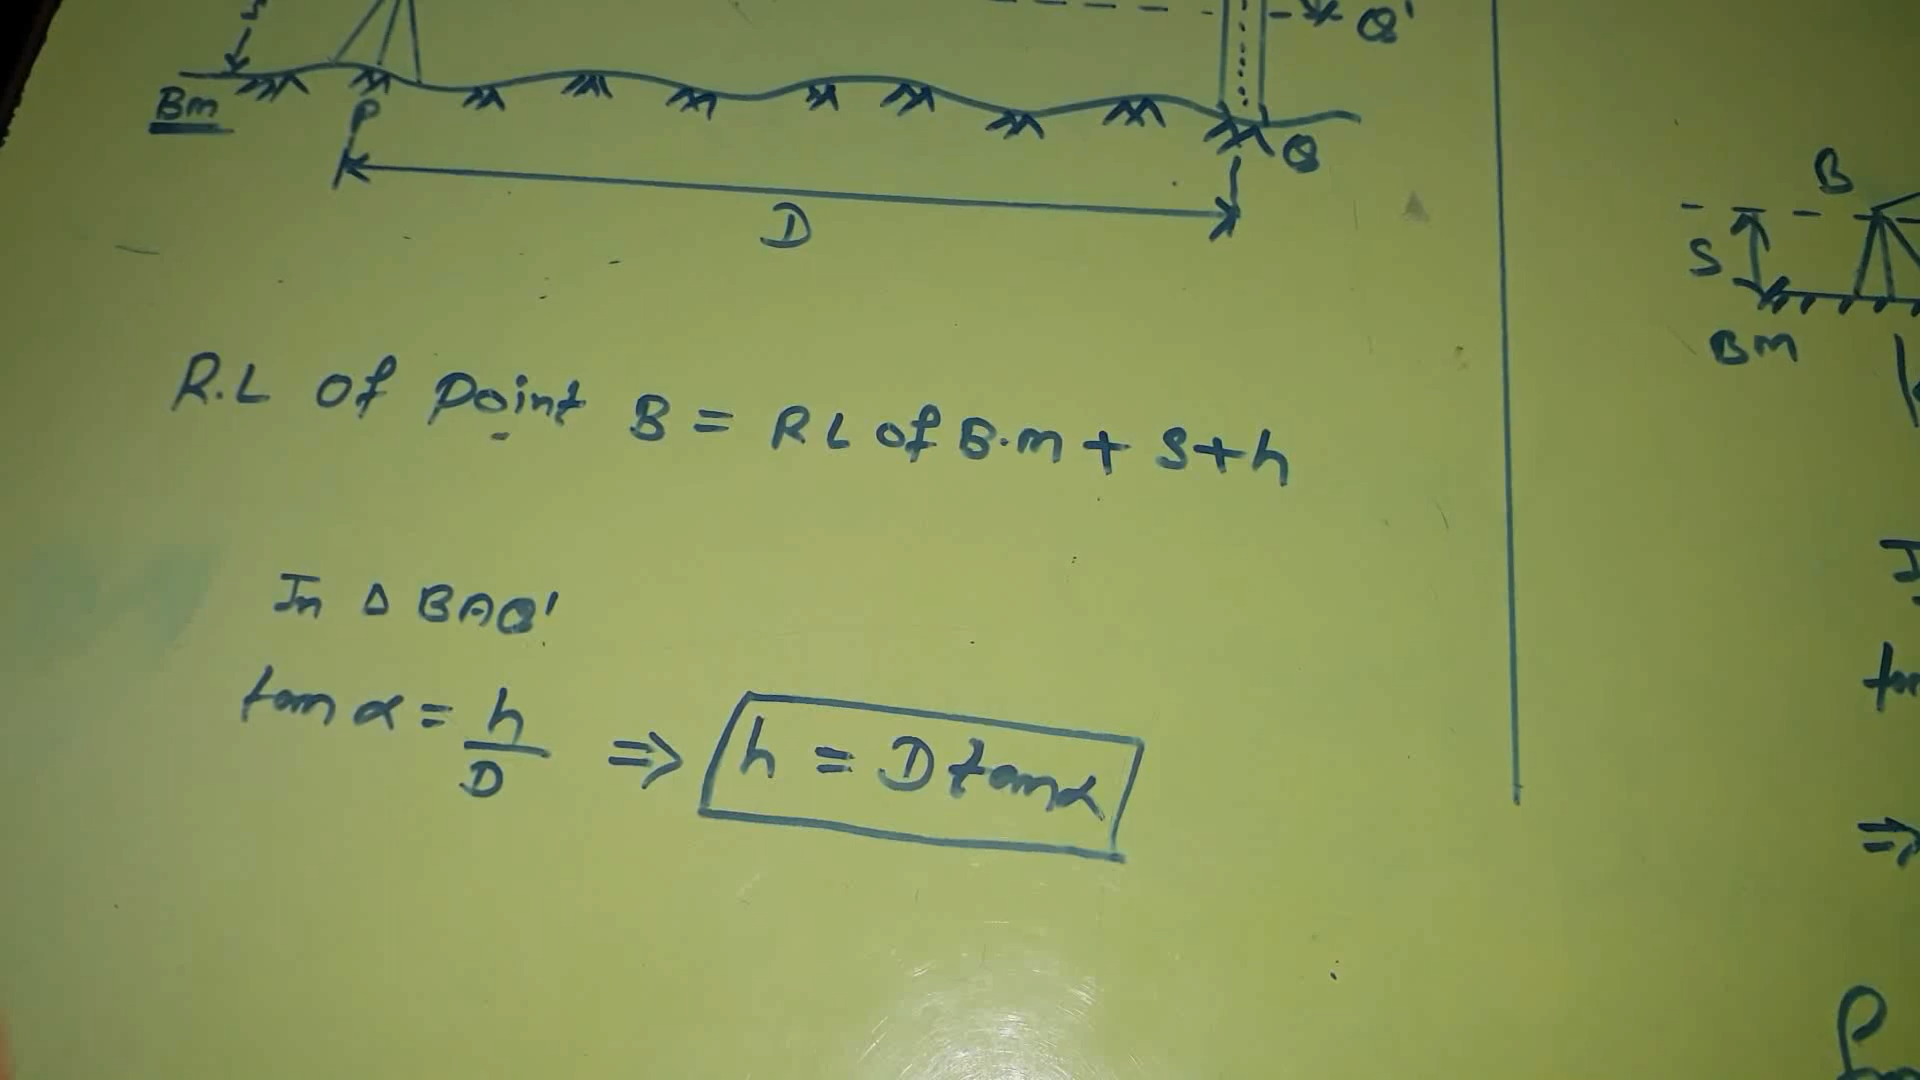 Q'
Bm
P
Q
D
R.L Of Point B = RL of B.m + S+h
In Δ BAQ'
tan α = h/D ⇒ h = D tanα
B
S
Bm